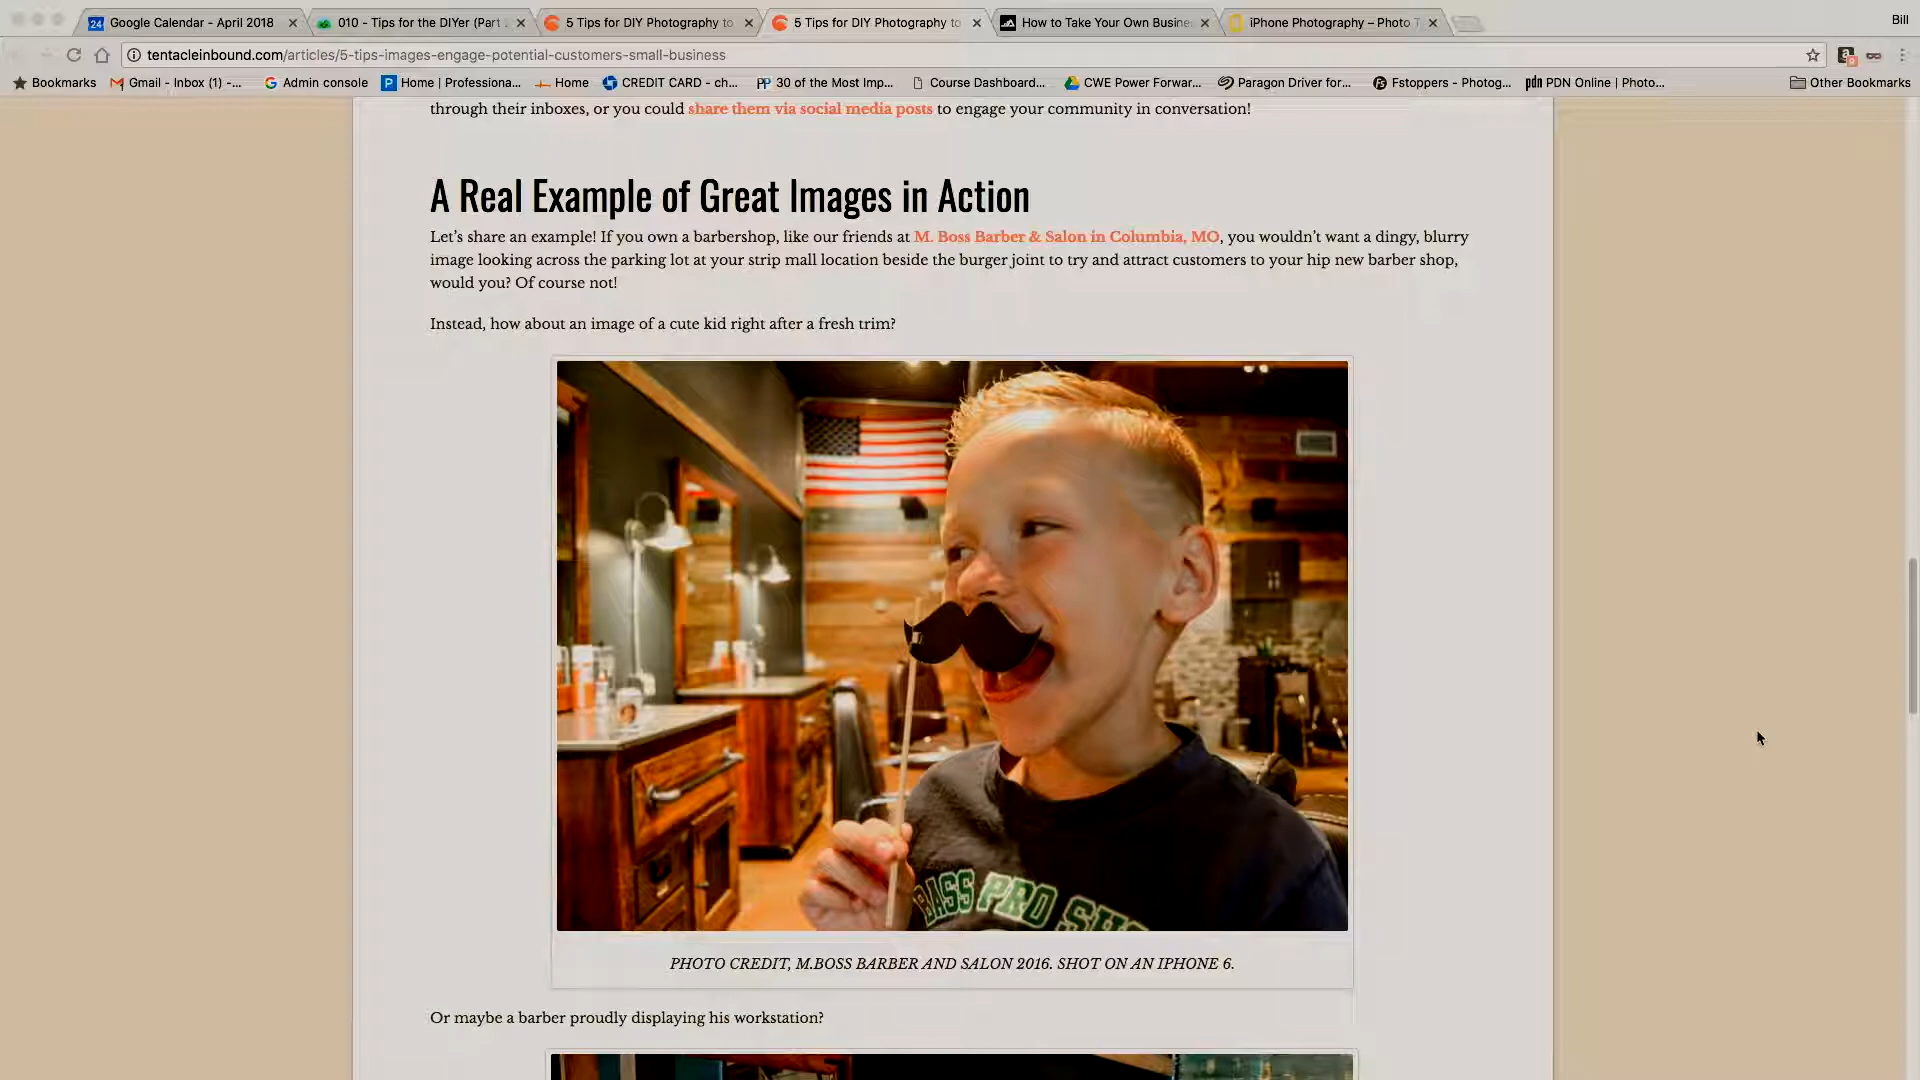 Google Calendar - April 2018
010 - Tips for the DIYer (Part
5 Tips for DIY Photography to
5 Tips for DIY Photography to
How to Take Your Own Busine
iPhone Photography – Photo T
Bill
tentacleinbound.com/articles/5-tips-images-engage-potential-customers-small-business
Bookmarks
Gmail - Inbox (1) -...
Admin console
Home | Professiona...
Home
CREDIT CARD - ch...
30 of the Most Imp...
Course Dashboard...
CWE Power Forwar...
Paragon Driver for...
Fstoppers - Photog...
pdn PDN Online | Photo...
Other Bookmarks
through their inboxes, or you could share them via social media posts to engage your community in conversation!
A Real Example of Great Images in Action
Let's share an example! If you own a barbershop, like our friends at M. Boss Barber & Salon in Columbia, MO, you wouldn't want a dingy, blurry
image looking across the parking lot at your strip mall location beside the burger joint to try and attract customers to your hip new barber shop,
would you? Of course not!
Instead, how about an image of a cute kid right after a fresh trim?
BASS PRO SH
PHOTO CREDIT, M.BOSS BARBER AND SALON 2016. SHOT ON AN IPHONE 6.
Or maybe a barber proudly displaying his workstation?